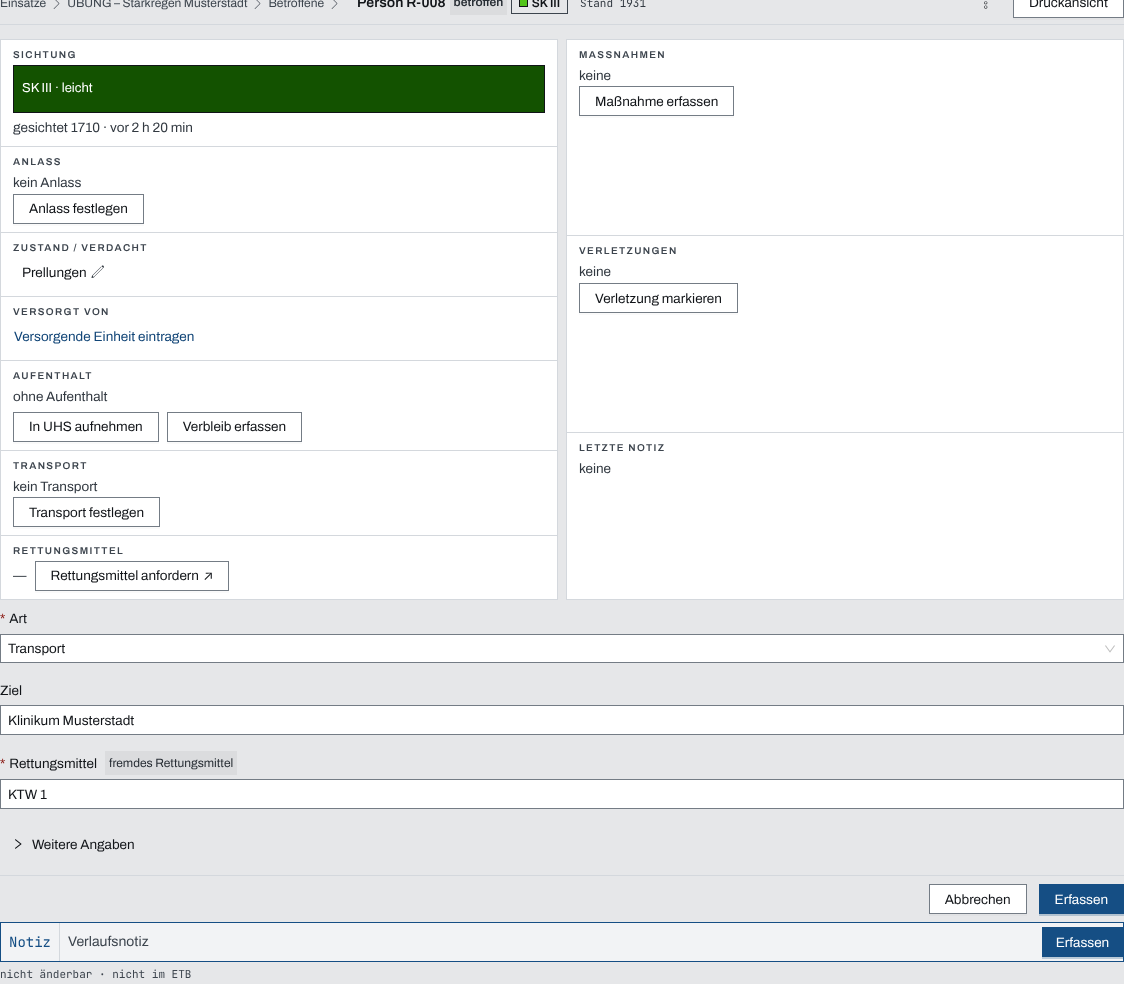 Einsätze > ÜBUNG – Starkregen Musterstadt > Betroffene > Person R-008 betroffen SK III Stand 1931
Druckansicht
SICHTUNG
SK III · leicht
gesichtet 1710 · vor 2 h 20 min
ANLASS
kein Anlass
Anlass festlegen
ZUSTAND / VERDACHT
Prellungen
VERSORGT VON
Versorgende Einheit eintragen
AUFENTHALT
ohne Aufenthalt
In UHS aufnehmen Verbleib erfassen
TRANSPORT
kein Transport
Transport festlegen
RETTUNGSMITTEL
— Rettungsmittel anfordern ↗
MASSNAHMEN
keine
Maßnahme erfassen
VERLETZUNGEN
keine
Verletzung markieren
LETZTE NOTIZ
keine
* Art
Transport
Ziel
Klinikum Musterstadt
* Rettungsmittel fremdes Rettungsmittel
KTW 1
> Weitere Angaben
Abbrechen Erfassen
Notiz Verlaufsnotiz Erfassen
nicht änderbar · nicht im ETB